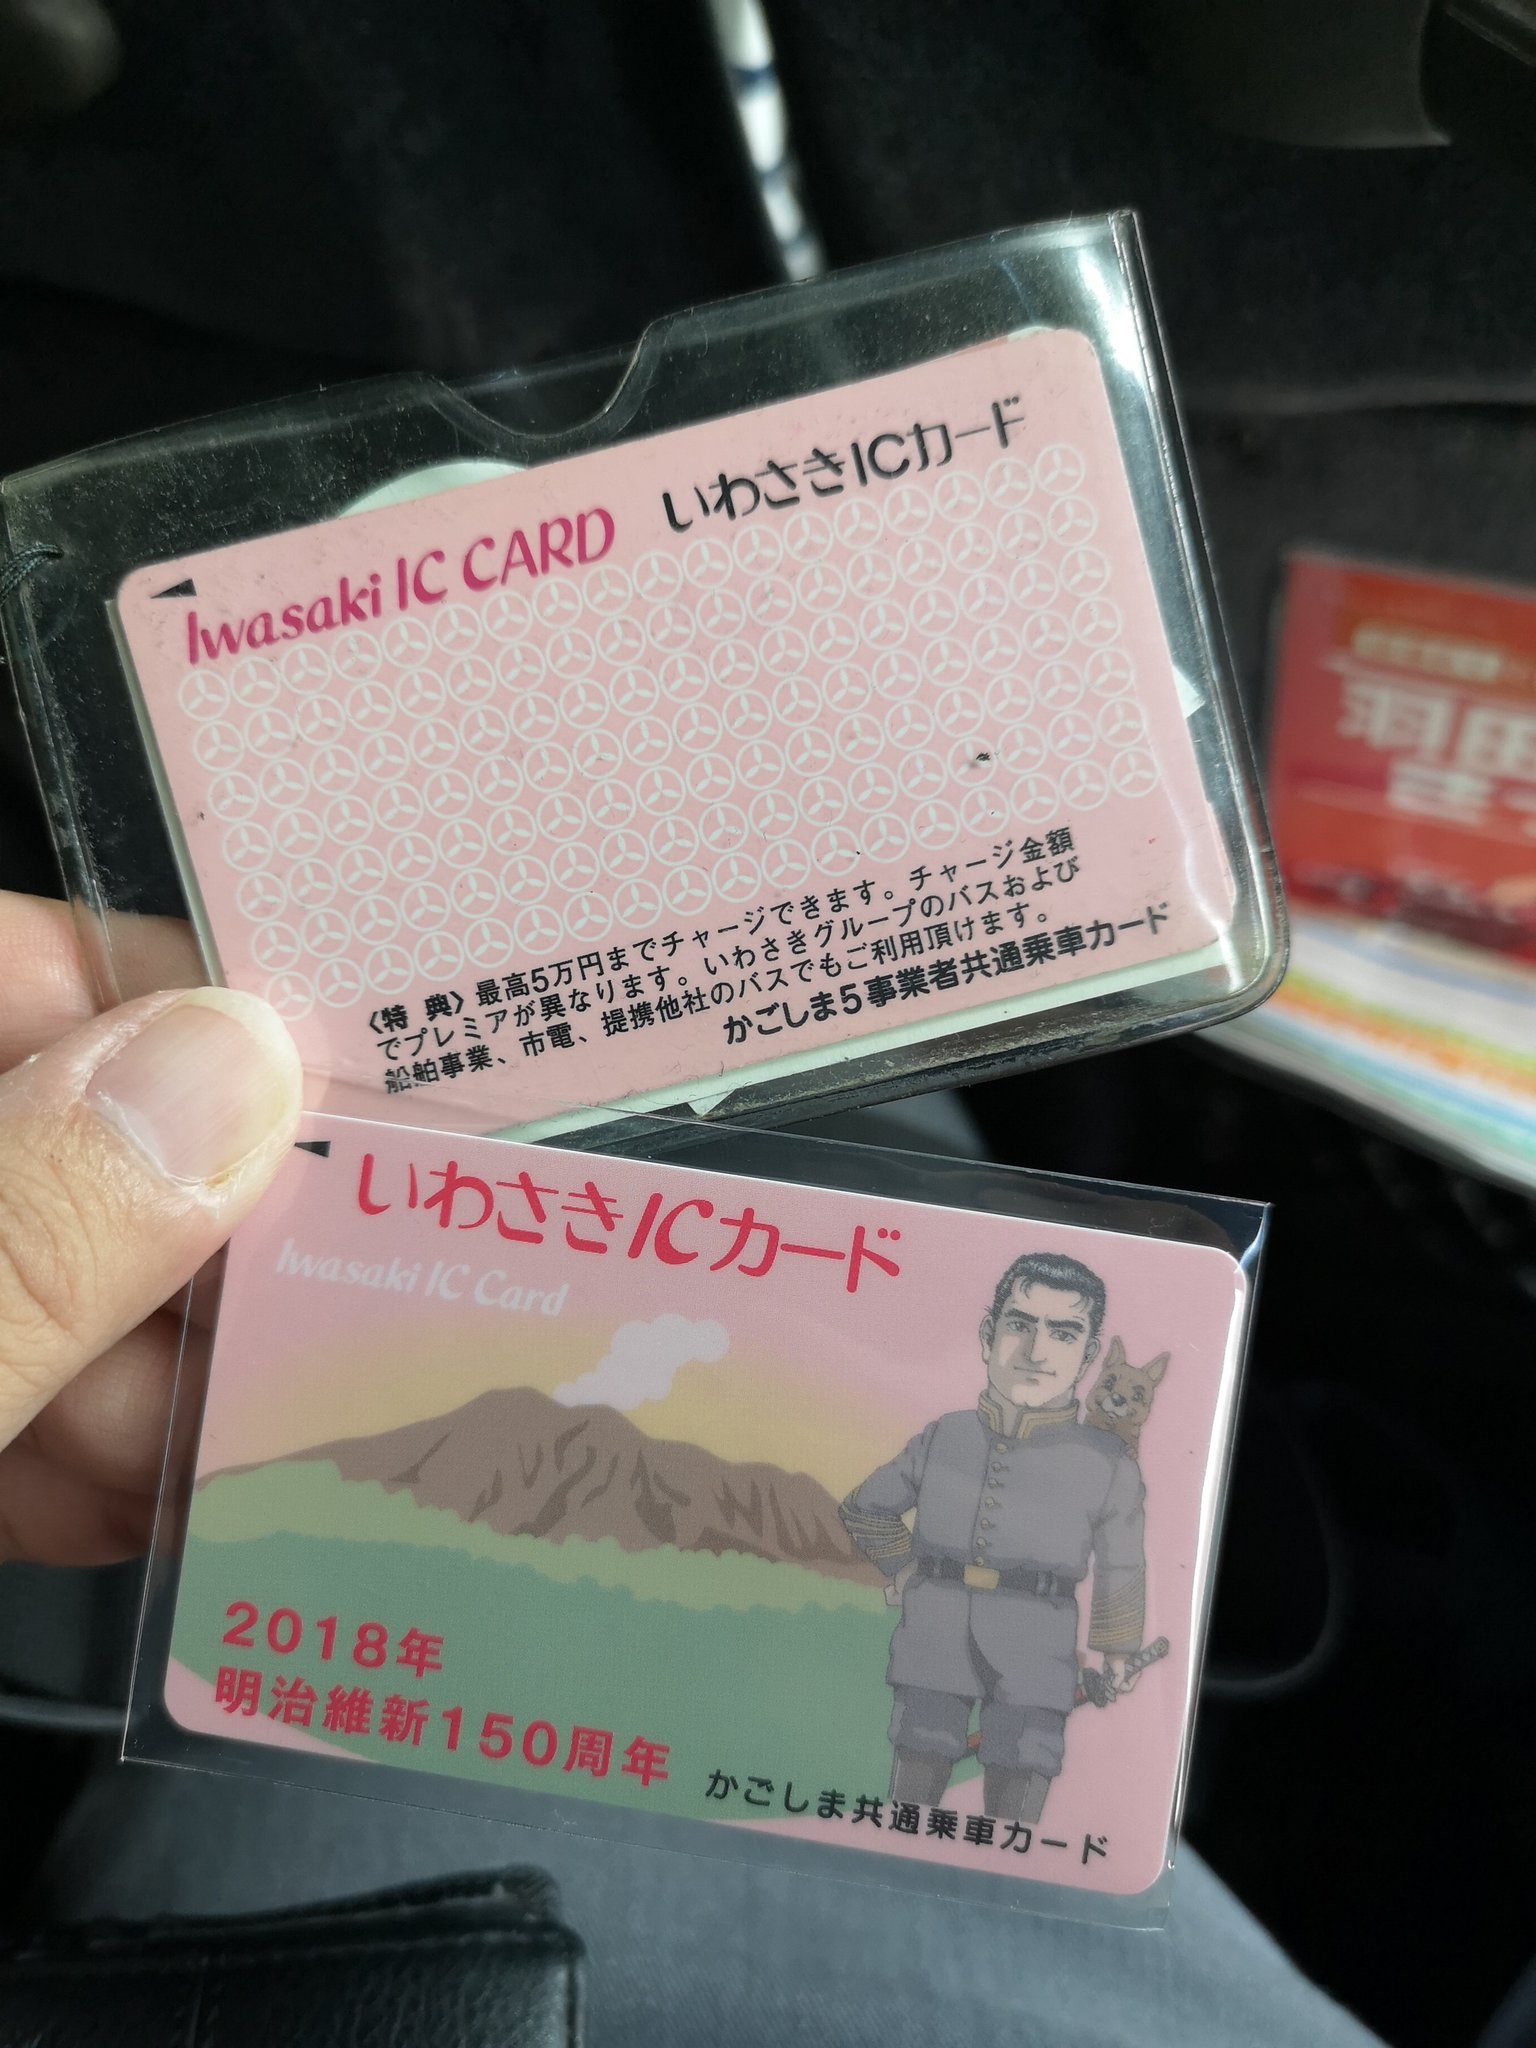 Iwasaki IC CARD いわさきICカード
〈特 典〉最高5万円までチャージできます。チャージ金額
でプレミアが異なります。いわさきグループのバスおよび
船舶事業、市電、提携他社のバスでもご利用頂けます。
かごしま5事業者共通乗車カード
いわさきICカード
Iwasaki IC Card
2018年
明治維新150周年
かごしま共通乗車カード